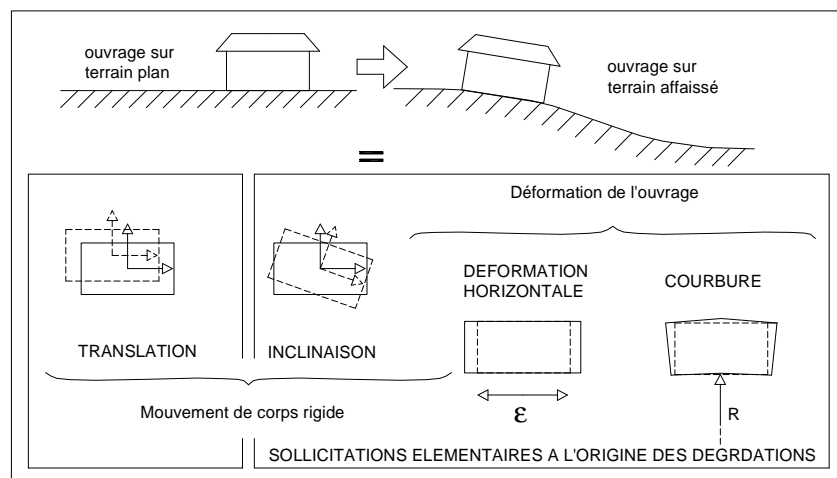 ouvrage sur
terrain plan
ouvrage sur
terrain affaissé
=
Déformation de l'ouvrage
DEFORMATION
HORIZONTALE
COURBURE
TRANSLATION
INCLINAISON
Mouvement de corps rigide
ε
R
SOLLICITATIONS ELEMENTAIRES A L'ORIGINE DES DEGRDATIONS